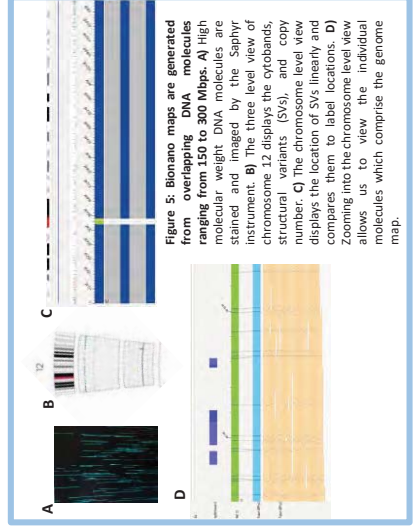 A
B
12
C
D
Figure 5: Bionano maps are generated
from overlapping DNA molecules
ranging from 150 to 300 Mbps. A) High
molecular weight DNA molecules are
stained and imaged by the Saphyr
instrument. B) The three level view of
chromosome 12 displays the cytobands,
structural variants (SVs), and copy
number. C) The chromosome level view
displays the location of SVs linearly and
compares them to label locations. D)
Zooming into the chromosome level view
allows us to view the individual
molecules which comprise the genome
map.